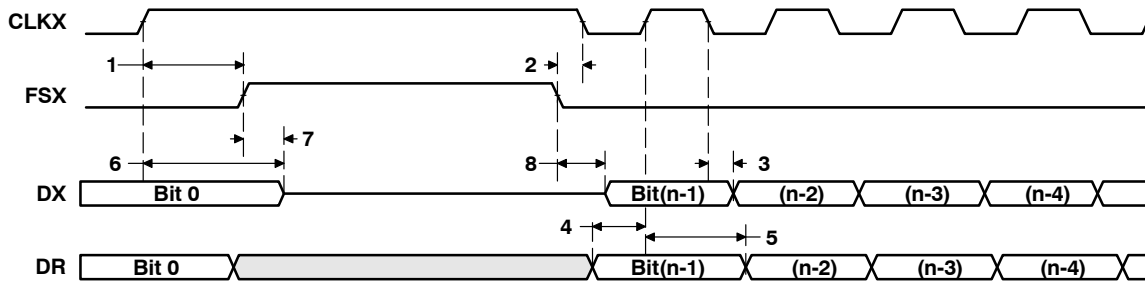 CLKX
1
2
FSX
7
6
8
3
DX
Bit 0
Bit(n-1)
(n-2)
(n-3)
(n-4)
4
5
DR
Bit 0
Bit(n-1)
(n-2)
(n-3)
(n-4)